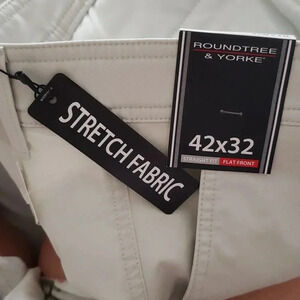 ROUNDTREE
& YORKE
42x32
STRAIGHT FIT FLAT FRONT
STRETCH FABRIC